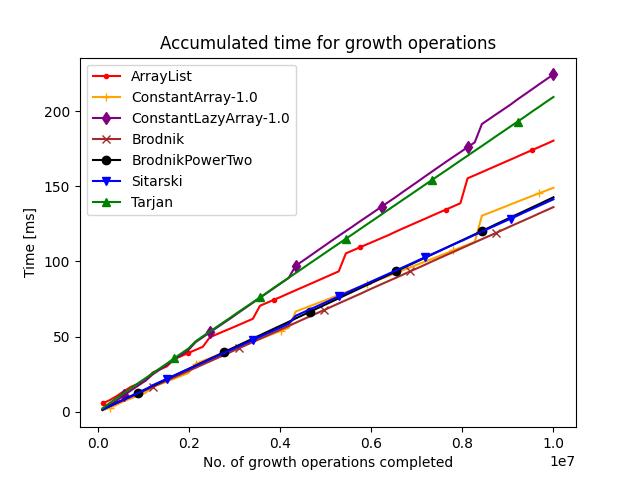 Accumulated time for growth operations
ArrayList
ConstantArray-1.0
ConstantLazyArray-1.0
Brodnik
BrodnikPowerTwo
Sitarski
Tarjan
Time [ms]
200
150
100
50
0
0.0 0.2 0.4 0.6 0.8 1.0
1e7
No. of growth operations completed